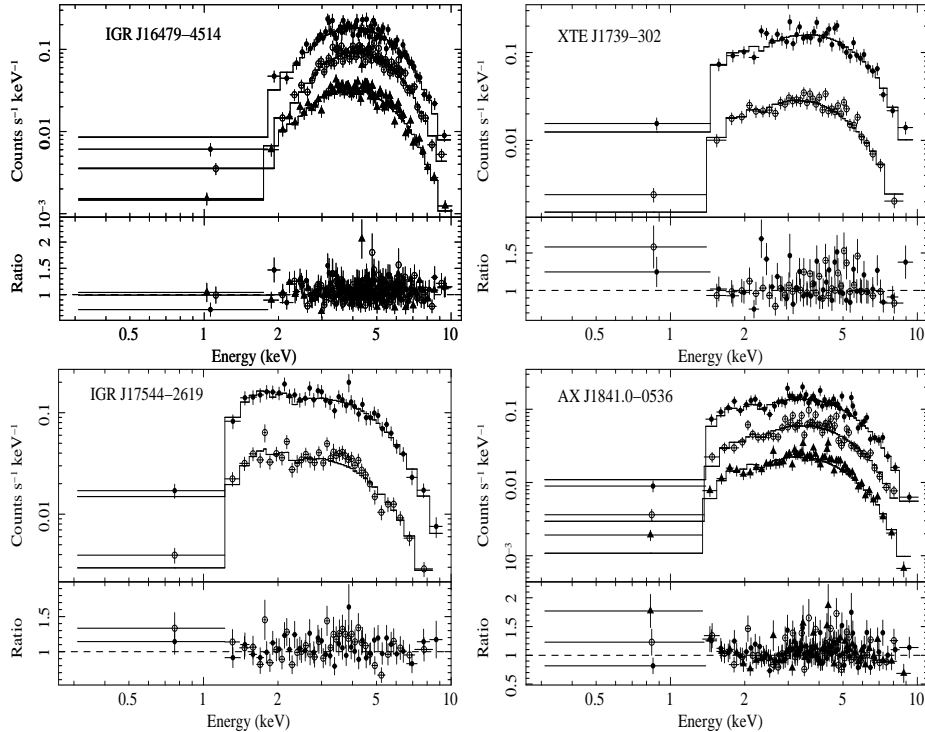 IGR J16479−4514
Counts s⁻¹ keV⁻¹
0.1
0.01
10⁻³
Ratio
2
1.5
1
0.5 1 2 5 10
Energy (keV)
XTE J1739−302
Counts s⁻¹ keV⁻¹
0.1
0.01
Ratio
1.5
1
0.5 1 2 5 10
Energy (keV)
IGR J17544−2619
Counts s⁻¹ keV⁻¹
0.1
0.01
Ratio
1.5
1
0.5 1 2 5 10
Energy (keV)
AX J1841.0−0536
Counts s⁻¹ keV⁻¹
0.1
0.01
10⁻³
Ratio
2
1.5
1
0.5
0.5 1 2 5 10
Energy (keV)